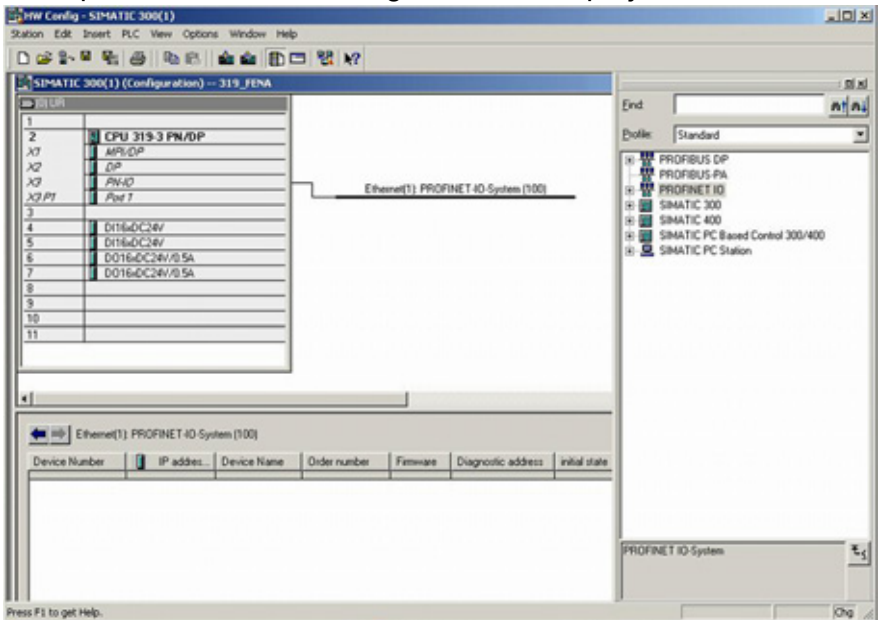 HW Config - SIMATIC 300(1)
Station Edit Insert PLC View Options Window Help
SIMATIC 300(1) (Configuration) -- 319_FENA
(0) UR
1
2 CPU 319-3 PN/DP
X1 MPI/DP
X2 DP
X3 PN-IO
X3 P1 Port 1
3
4 DI16xDC24V
5 DI16xDC24V
6 DO16xDC24V/0.5A
7 DO16xDC24V/0.5A
8
9
10
11
Ethernet(1): PROFINET-IO-System (100)
Find:
Profile: Standard
PROFIBUS DP
PROFIBUS-PA
PROFINET IO
SIMATIC 300
SIMATIC 400
SIMATIC PC Based Control 300/400
SIMATIC PC Station
Ethernet(1): PROFINET-IO-System (100)
Device Number IP addres... Device Name Order number Firmware Diagnostic address initial state
PROFINET IO-System
Press F1 to get Help.
Chg